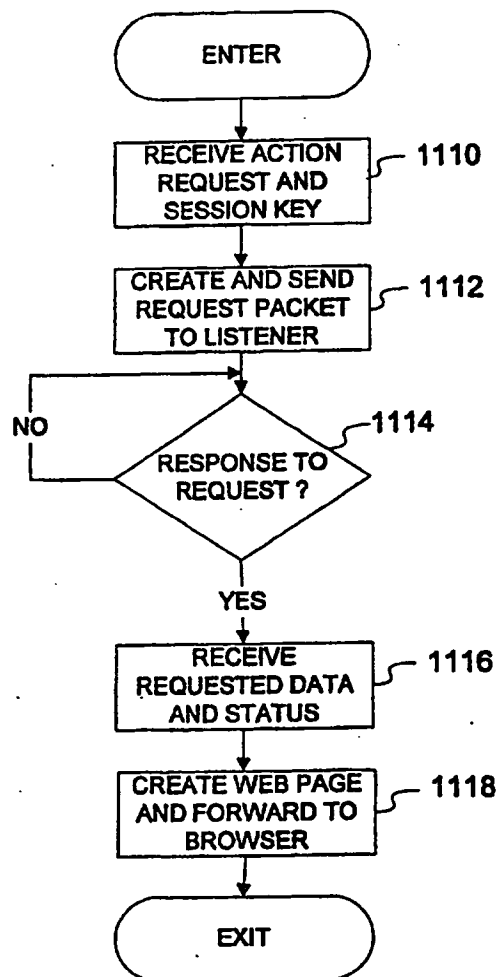 ENTER
RECEIVE ACTION
REQUEST AND
SESSION KEY
1110
CREATE AND SEND
REQUEST PACKET
TO LISTENER
1112
NO
1114
RESPONSE TO
REQUEST ?
YES
RECEIVE
REQUESTED DATA
AND STATUS
1116
CREATE WEB PAGE
AND FORWARD TO
BROWSER
1118
EXIT